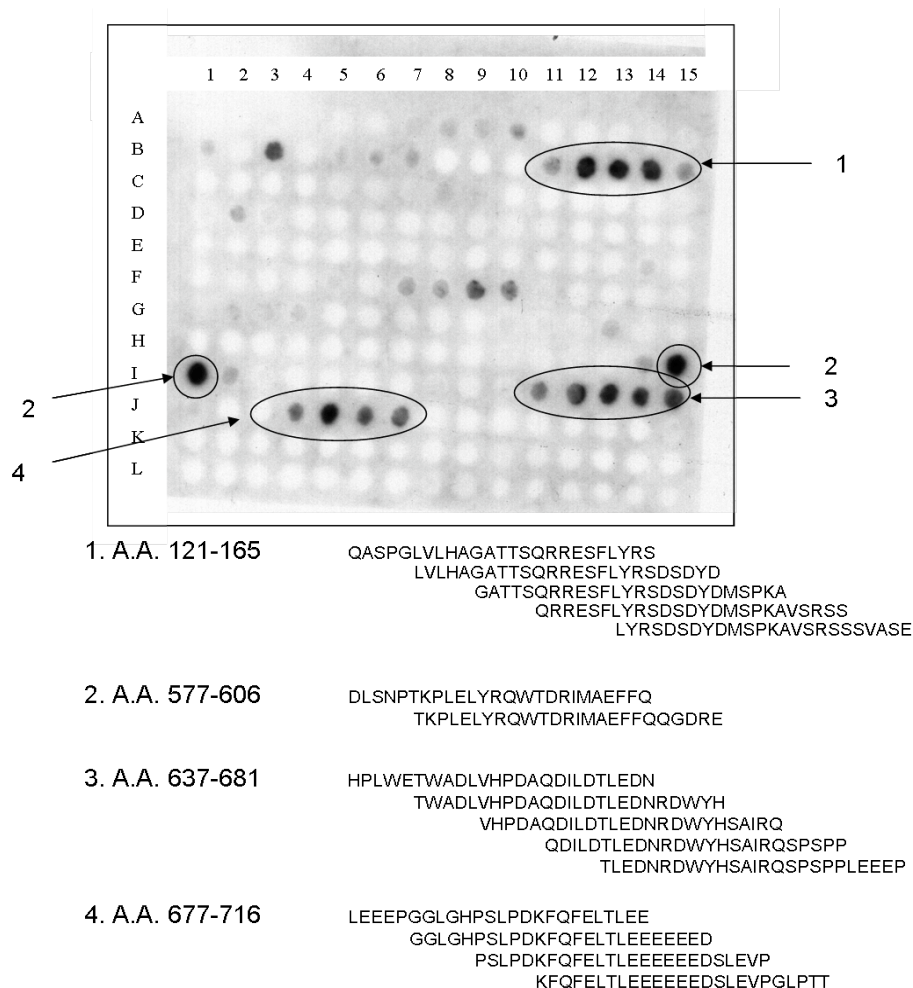 1 2 3 4 5 6 7 8 9 10 11 12 13 14 15
A
B
1
C
D
E
F
G
H
I
2
2
J
3
K
4
L
1. A.A. 121-165 QASPGLVLHAGATTSQRRESFLYRS
LVLHAGATTSQRRESFLYRSDSDYD
GATTSQRRESFLYRSDSDYDMSPKA
QRRESFLYRSDSDYDMSPKAVSRSS
LYRSDSDYDMSPKAVSRSSSVASE
2. A.A. 577-606 DLSNPTKPLELYRQWTDRIMAEFFQ
TKPLELYRQWTDRIMAEFFQQGDRE
3. A.A. 637-681 HPLWETWADLVHPDAQDILDTLEDN
TWADLVHPDAQDILDTLEDNRDWYH
VHPDAQDILDTLEDNRDWYHSAIRQ
QDILDTLEDNRDWYHSAIRQSPSPP
TLEDNRDWYHSAIRQSPSPPLEEEP
4. A.A. 677-716 LEEEPGGLGHPSLPDKFQFELTLEE
GGLGHPSLPDKFQFELTLEEEEEED
PSLPDKFQFELTLEEEEEEDSLEVP
KFQFELTLEEEEEEDSLEVPGLPTT